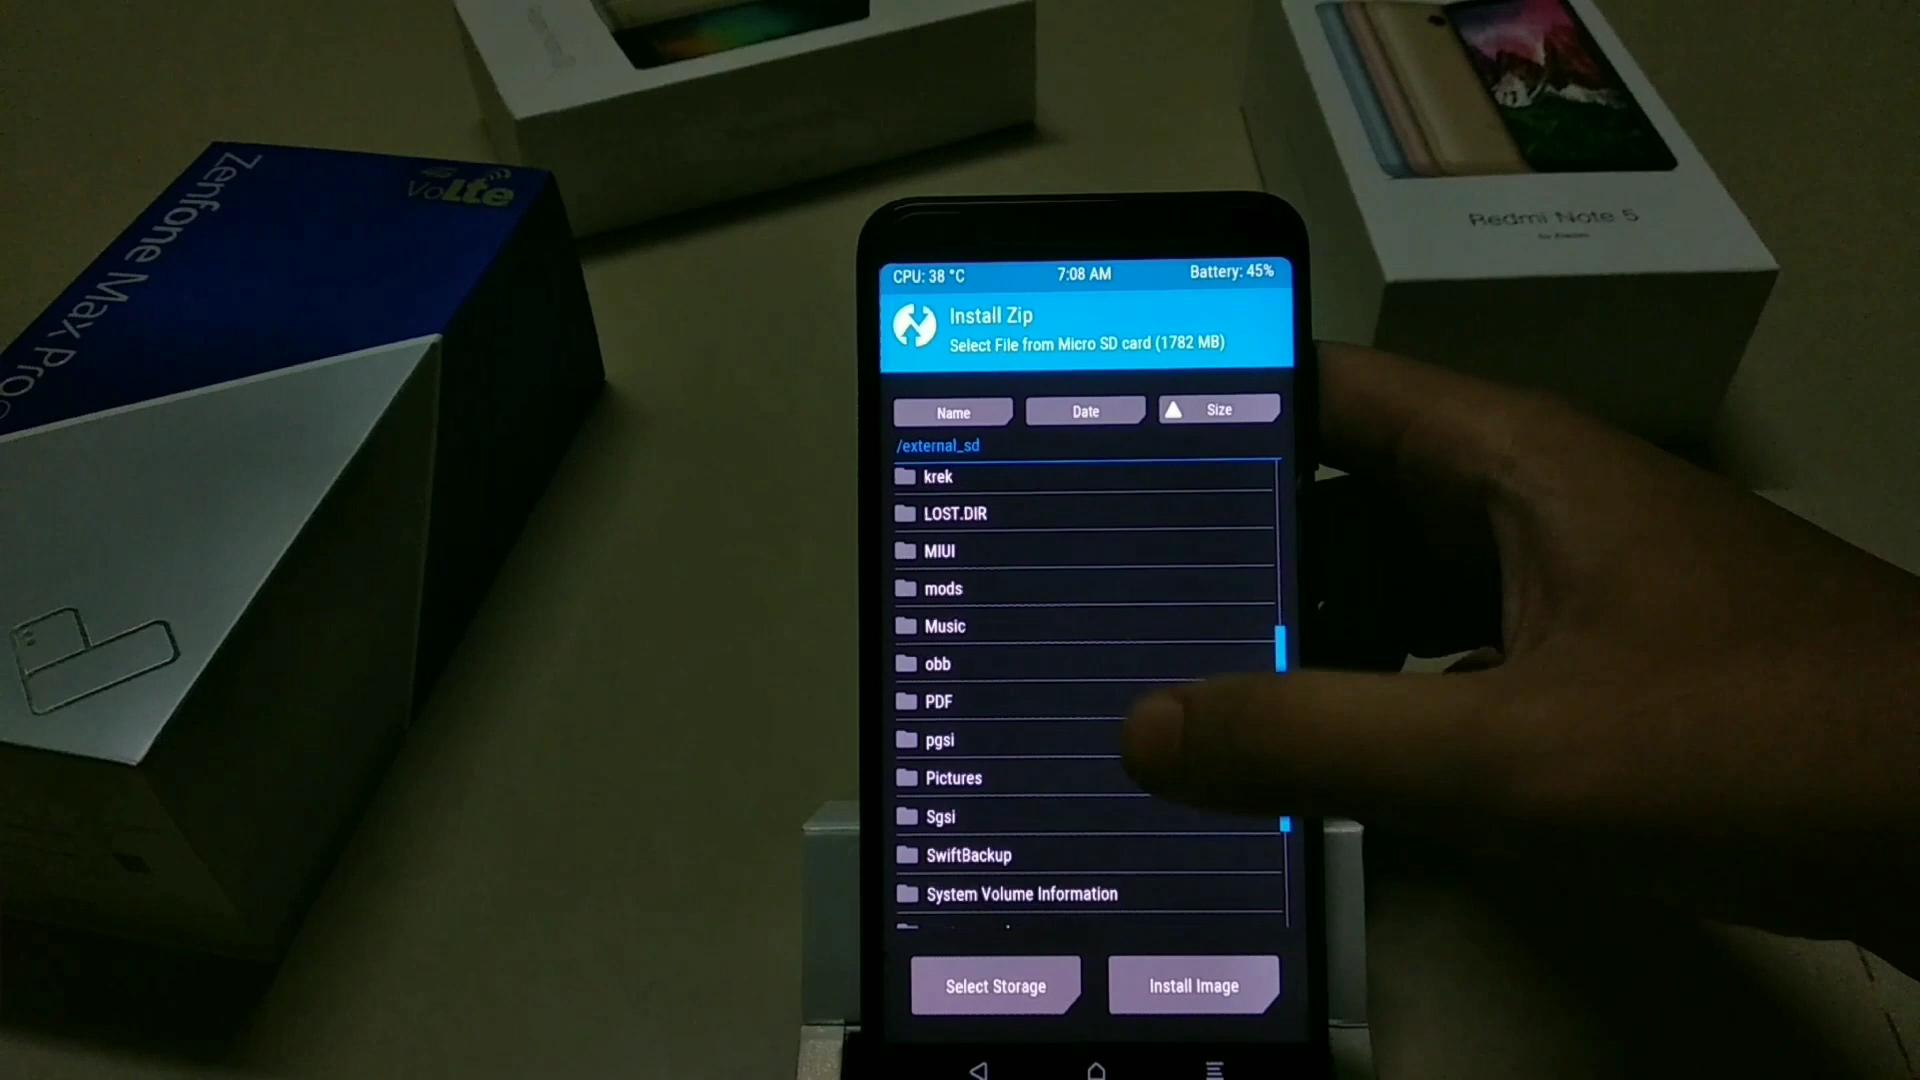 Zenfone Max Pro
VoLte
Redmi Note 5
CPU: 38 °C
7:08 AM
Battery: 45%
Install Zip
Select File from Micro SD card (1782 MB)
Name
Date
Size
/external_sd
krek
LOST.DIR
MIUI
mods
Music
obb
PDF
pgsi
Pictures
Sgsi
SwiftBackup
System Volume Information
Select Storage
Install Image